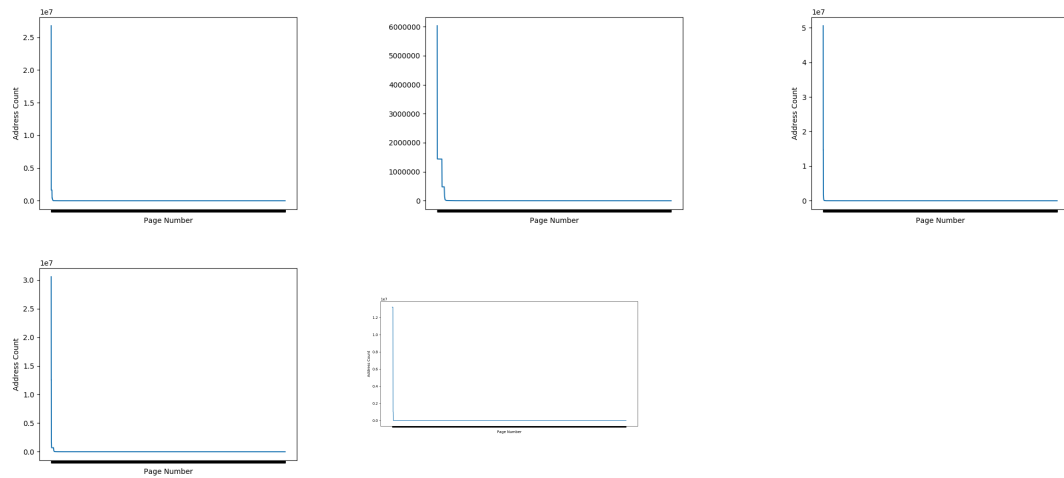 1e7
2.5
2.0
1.5
1.0
0.5
0.0
Address Count
Page Number
6000000
5000000
4000000
3000000
2000000
1000000
0
Address Count
Page Number
1e7
5
4
3
2
1
0
Address Count
Page Number
1e7
3.0
2.5
2.0
1.5
1.0
0.5
0.0
Address Count
Page Number
1e7
1.2
1.0
0.8
0.6
0.4
0.2
0.0
Address Count
Page Number